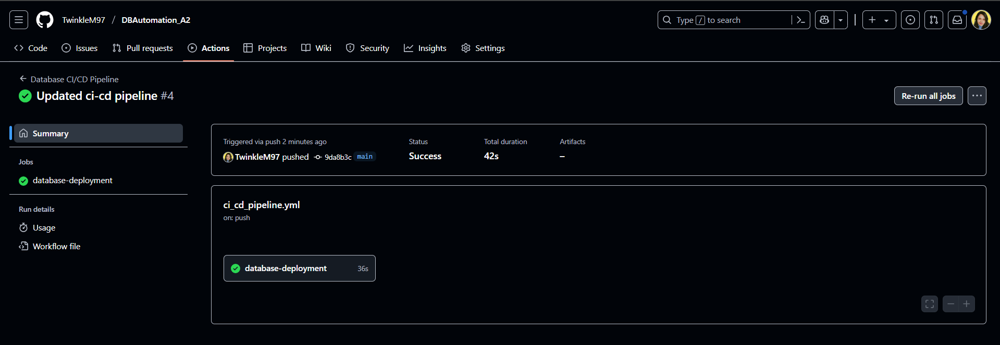 TwinkleM97 / DBAutomation_A2
Type / to search
Code Issues Pull requests Actions Projects Wiki Security Insights Settings
Database CI/CD Pipeline
Updated ci-cd pipeline #4
Re-run all jobs
Summary
Jobs
database-deployment
Run details
Usage
Workflow file
Triggered via push 2 minutes ago
TwinkleM97 pushed 9da8b3c main
Status
Success
Total duration
42s
Artifacts
–
ci_cd_pipeline.yml
on: push
database-deployment 36s